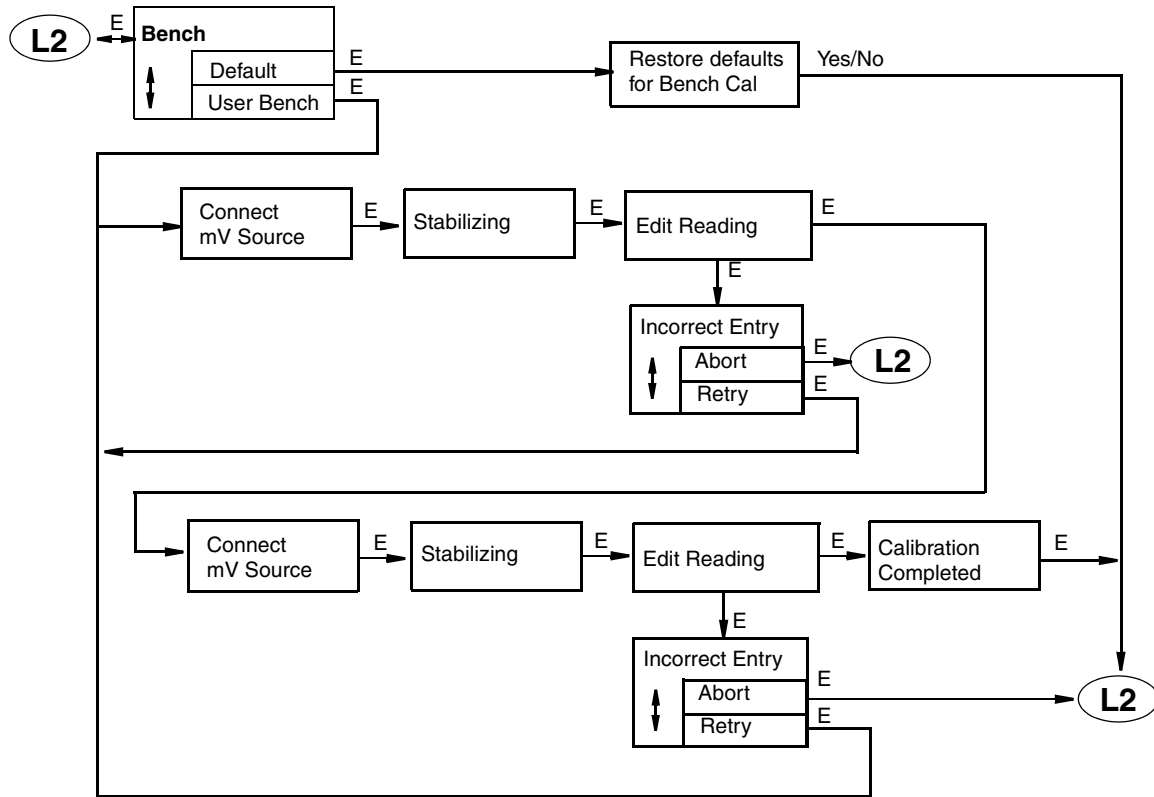 L2
E
Bench
Default
E
User Bench
E
Restore defaults
for Bench Cal
Yes/No
Connect
mV Source
E
Stabilizing
E
Edit Reading
E
E
Incorrect Entry
Abort
E
L2
Retry
E
Connect
mV Source
E
Stabilizing
E
Edit Reading
E
Calibration
Completed
E
E
Incorrect Entry
Abort
E
L2
Retry
E